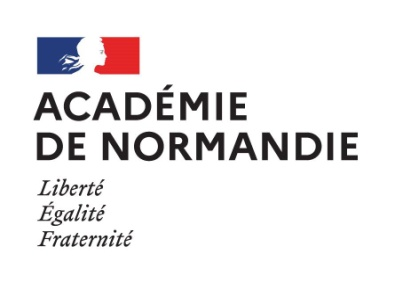 ACADÉMIE
DE NORMANDIE
Liberté
Égalité
Fraternité